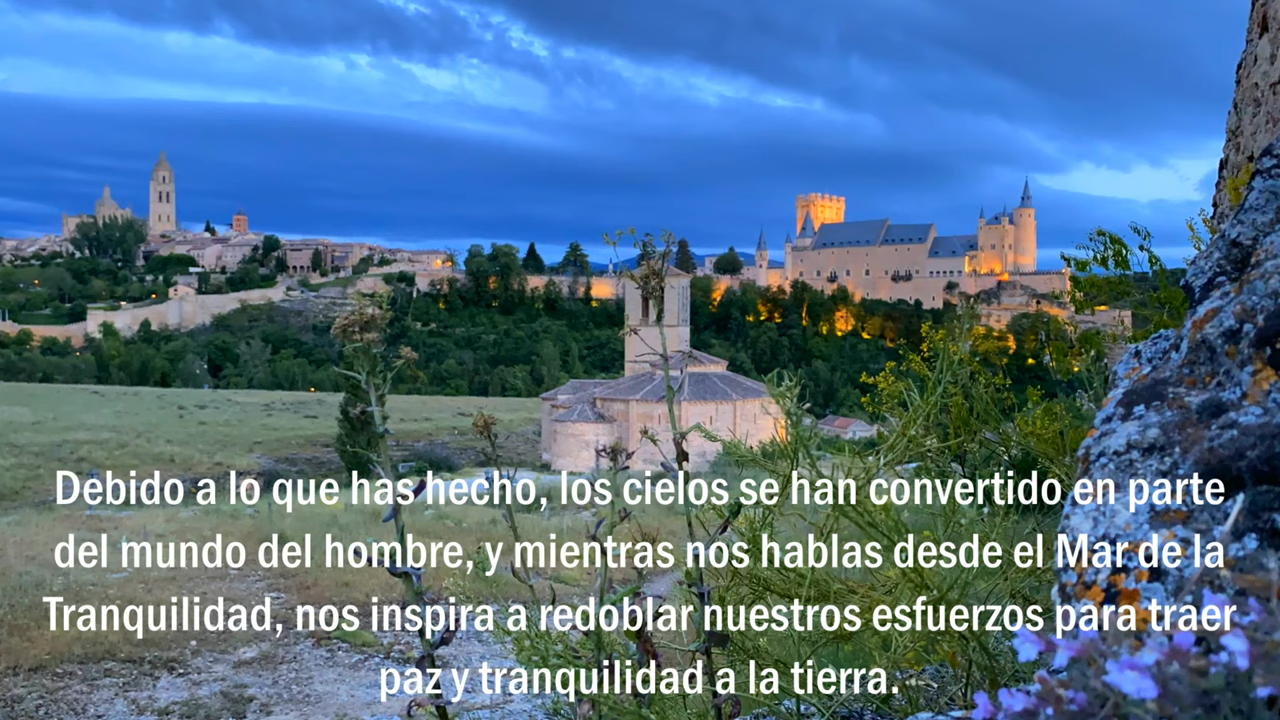 Debido a lo que has hecho, los cielos se han convertido en parte
del mundo del hombre, y mientras nos hablas desde el Mar de la
Tranquilidad, nos inspira a redoblar nuestros esfuerzos para traer
paz y tranquilidad a la tierra.